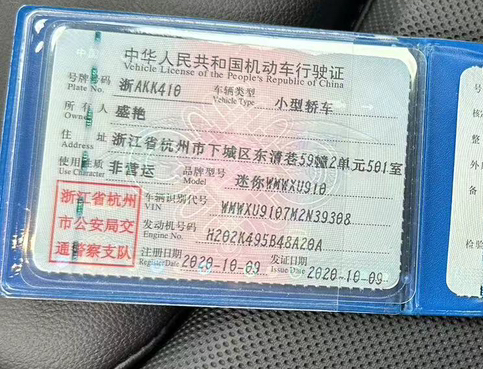 中华人民共和国机动车行驶证
Vehicle License of the People's Republic of China
号牌号码 浙AKK410 车辆类型 小型轿车
Plate No. Vehicle Type
所有人 盛艳
Owner
住址 浙江省杭州市下城区东清巷59幢2单元501室
Address
使用性质 非营运 品牌型号 迷你WMWXU910
Use Character Model
浙江省杭州
市公安局交
通警察支队
车辆识别代号 WMWXU9107M2N39308
VIN
发动机号码 H202K495B48A20A
Engine No.
注册日期 2020-10-09 发证日期 2020-10-09
Register Date Issue Date
号
核定
整
外
检验